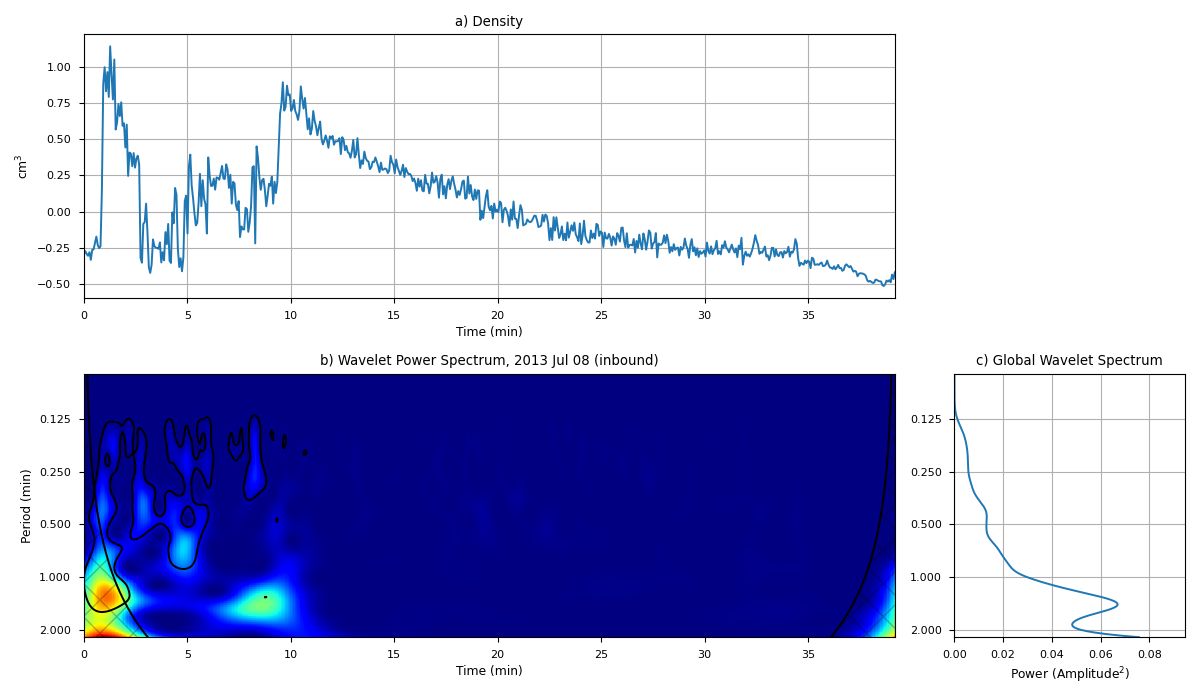 a) Density
1.00
0.75
0.50
0.25
0.00
−0.25
−0.50
cm³
0 5 10 15 20 25 30 35
Time (min)
b) Wavelet Power Spectrum, 2013 Jul 08 (inbound)
0.125
0.250
0.500
1.000
2.000
Period (min)
0 5 10 15 20 25 30 35
Time (min)
c) Global Wavelet Spectrum
0.125
0.250
0.500
1.000
2.000
0.00 0.02 0.04 0.06 0.08
Power (Amplitude²)